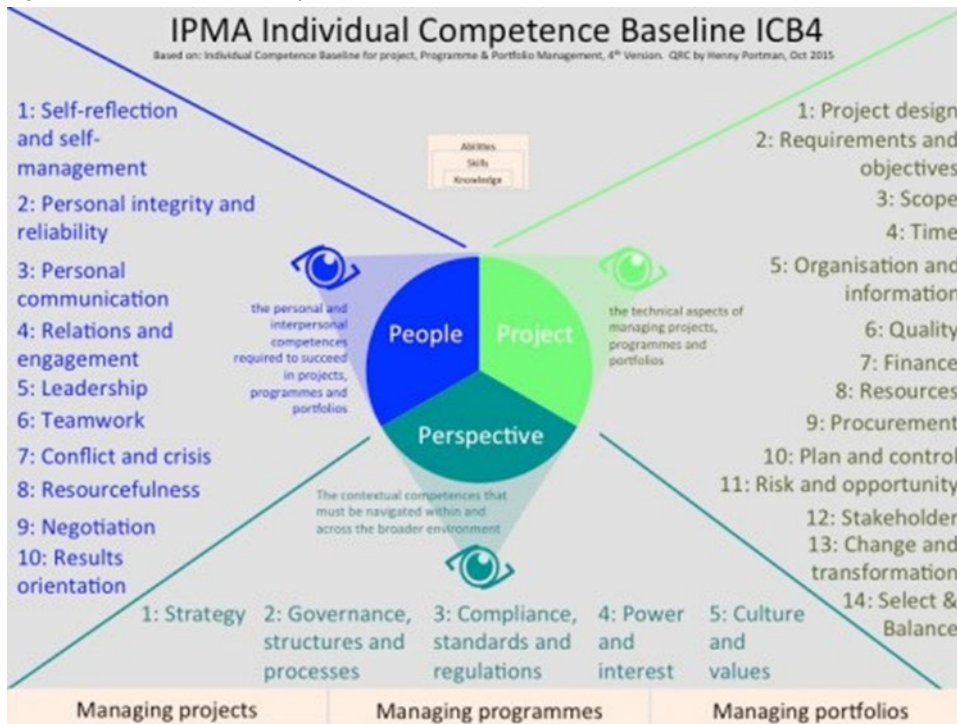 IPMA Individual Competence Baseline ICB4
Based on: Individual Competence Baseline for project, Programme & Portfolio Management, 4th Version. QRC by Henny Portman, Oct 2015
Abilities
Skills
Knowledge
1: Self-reflection
and self-
management
2: Personal integrity and
reliability
3: Personal
communication
4: Relations and
engagement
5: Leadership
6: Teamwork
7: Conflict and crisis
8: Resourcefulness
9: Negotiation
10: Results
orientation
the personal and
interpersonal
competences
required to succeed
in projects,
programmes and
portfolios
People
Project
Perspective
the technical aspects of
managing projects,
programmes and
portfolios
1: Project design
2: Requirements and
objectives
3: Scope
4: Time
5: Organisation and
information
6: Quality
7: Finance
8: Resources
9: Procurement
10: Plan and control
11: Risk and opportunity
12: Stakeholder
13: Change and
transformation
14: Select &
Balance
The contextual competences that
must be navigated within and
across the broader environment
1: Strategy
2: Governance,
structures and
processes
3: Compliance,
standards and
regulations
4: Power
and
interest
5: Culture
and
values
Managing projects
Managing programmes
Managing portfolios